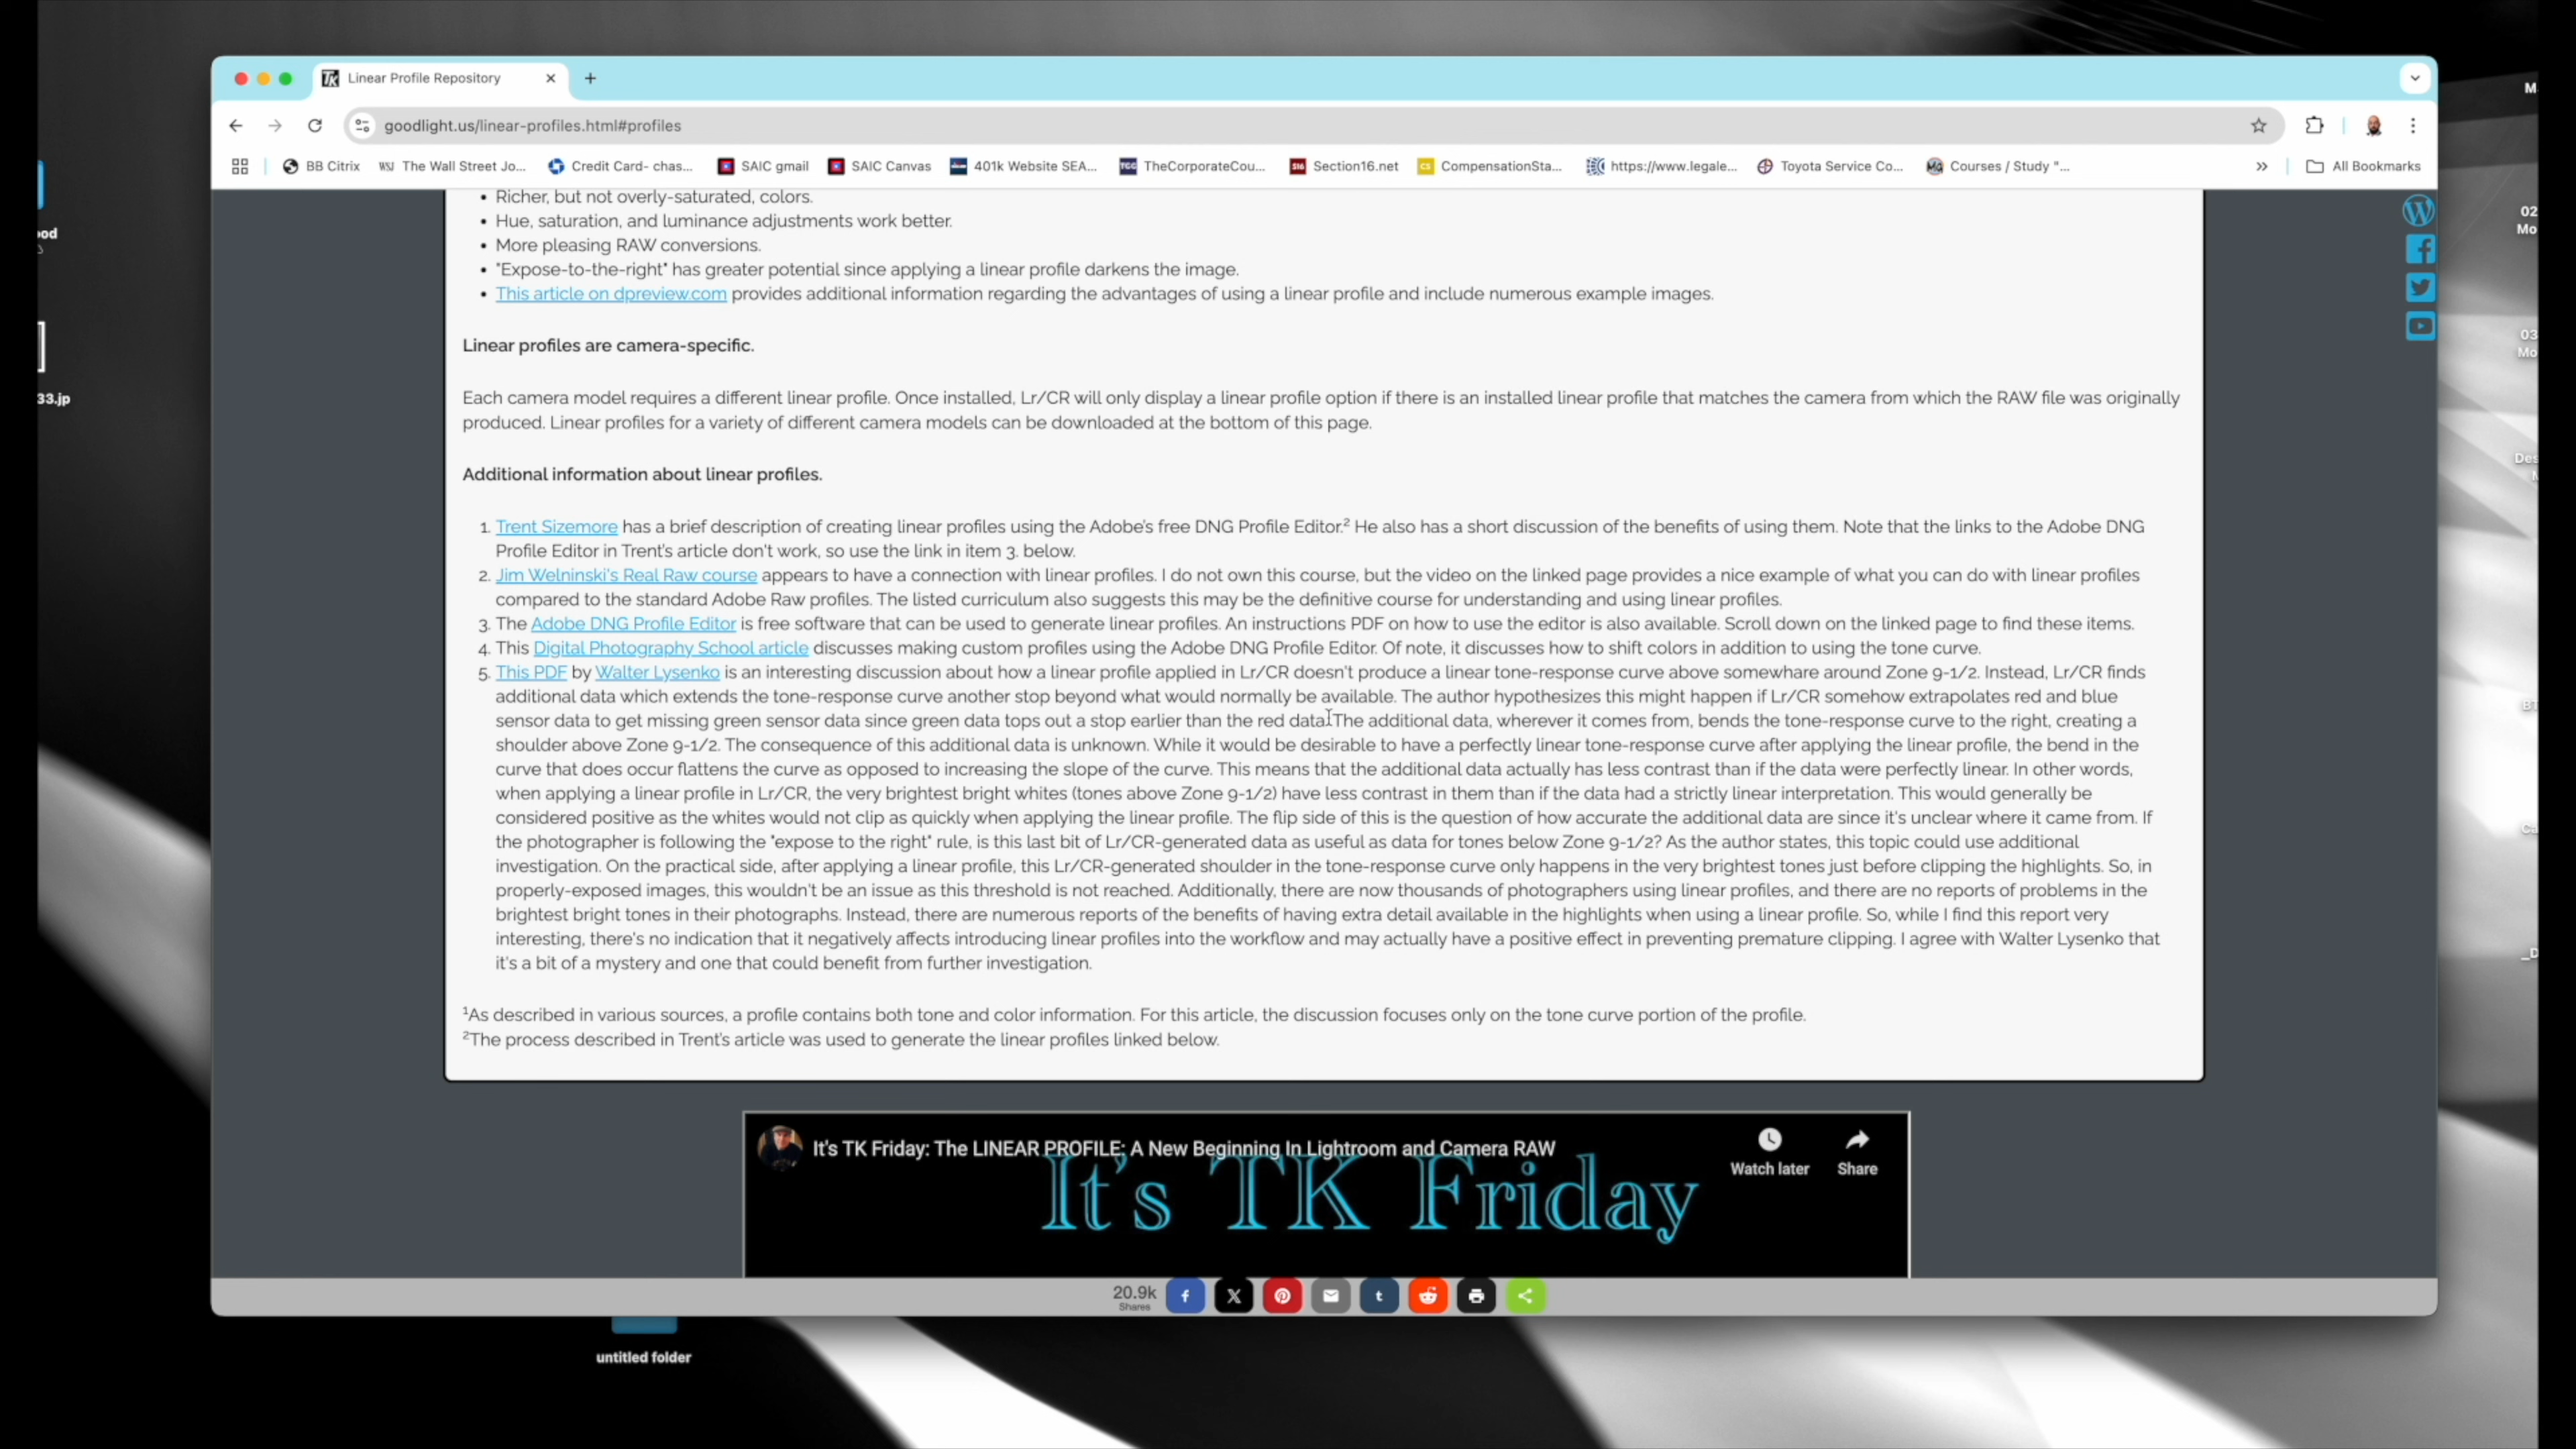 Linear Profile Repository
goodlight.us/linear-profiles.html#profiles
BB Citrix
WSJ The Wall Street Jo...
Credit Card- chas...
SAIC gmail
SAIC Canvas
401k Website SEA...
TGC TheCorporateCou...
S16 Section16.net
CS CompensationSta...
https://www.legale...
Toyota Service Co...
Courses / Study "...
All Bookmarks
• Richer, but not overly-saturated, colors.
• Hue, saturation, and luminance adjustments work better.
• More pleasing RAW conversions.
• "Expose-to-the-right" has greater potential since applying a linear profile darkens the image.
• This article on dpreview.com provides additional information regarding the advantages of using a linear profile and include numerous example images.
Linear profiles are camera-specific.
Each camera model requires a different linear profile. Once installed, Lr/CR will only display a linear profile option if there is an installed linear profile that matches the camera from which the RAW file was originally
produced. Linear profiles for a variety of different camera models can be downloaded at the bottom of this page.
Additional information about linear profiles.
1. Trent Sizemore has a brief description of creating linear profiles using the Adobe's free DNG Profile Editor.² He also has a short discussion of the benefits of using them. Note that the links to the Adobe DNG
Profile Editor in Trent's article don't work, so use the link in item 3. below.
2. Jim Welninski's Real Raw course appears to have a connection with linear profiles. I do not own this course, but the video on the linked page provides a nice example of what you can do with linear profiles
compared to the standard Adobe Raw profiles. The listed curriculum also suggests this may be the definitive course for understanding and using linear profiles.
3. The Adobe DNG Profile Editor is free software that can be used to generate linear profiles. An instructions PDF on how to use the editor is also available. Scroll down on the linked page to find these items.
4. This Digital Photography School article discusses making custom profiles using the Adobe DNG Profile Editor. Of note, it discusses how to shift colors in addition to using the tone curve.
5. This PDF by Walter Lysenko is an interesting discussion about how a linear profile applied in Lr/CR doesn't produce a linear tone-response curve above somewhare around Zone 9-1/2. Instead, Lr/CR finds
additional data which extends the tone-response curve another stop beyond what would normally be available. The author hypothesizes this might happen if Lr/CR somehow extrapolates red and blue
sensor data to get missing green sensor data since green data tops out a stop earlier than the red data. The additional data, wherever it comes from, bends the tone-response curve to the right, creating a
shoulder above Zone 9-1/2. The consequence of this additional data is unknown. While it would be desirable to have a perfectly linear tone-response curve after applying the linear profile, the bend in the
curve that does occur flattens the curve as opposed to increasing the slope of the curve. This means that the additional data actually has less contrast than if the data were perfectly linear. In other words,
when applying a linear profile in Lr/CR, the very brightest bright whites (tones above Zone 9-1/2) have less contrast in them than if the data had a strictly linear interpretation. This would generally be
considered positive as the whites would not clip as quickly when applying the linear profile. The flip side of this is the question of how accurate the additional data are since it's unclear where it came from. If
the photographer is following the "expose to the right" rule, is this last bit of Lr/CR-generated data as useful as data for tones below Zone 9-1/2? As the author states, this topic could use additional
investigation. On the practical side, after applying a linear profile, this Lr/CR-generated shoulder in the tone-response curve only happens in the very brightest tones just before clipping the highlights. So, in
properly-exposed images, this wouldn't be an issue as this threshold is not reached. Additionally, there are now thousands of photographers using linear profiles, and there are no reports of problems in the
brightest bright tones in their photographs. Instead, there are numerous reports of the benefits of having extra detail available in the highlights when using a linear profile. So, while I find this report very
interesting, there's no indication that it negatively affects introducing linear profiles into the workflow and may actually have a positive effect in preventing premature clipping. I agree with Walter Lysenko that
it's a bit of a mystery and one that could benefit from further investigation.
¹As described in various sources, a profile contains both tone and color information. For this article, the discussion focuses only on the tone curve portion of the profile.
²The process described in Trent's article was used to generate the linear profiles linked below.
It's TK Friday: The LINEAR PROFILE: A New Beginning In Lightroom and Camera RAW
Watch later
Share
It's TK Friday
20.9k
Shares
untitled folder
33.jp
ood
02
Mo
03
Mo
Des